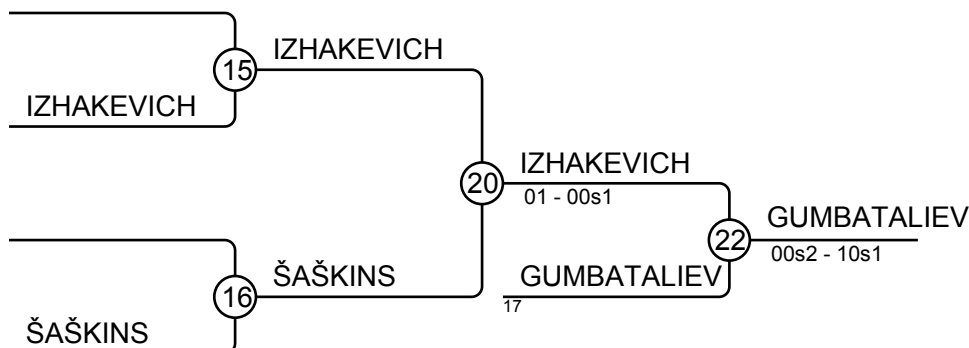 IZHAKEVICH
15
IZHAKEVICH
IZHAKEVICH
20
01 - 00s1
GUMBATALIEV
22
00s2 - 10s1
ŠAŠKINS
16
GUMBATALIEV
17
ŠAŠKINS